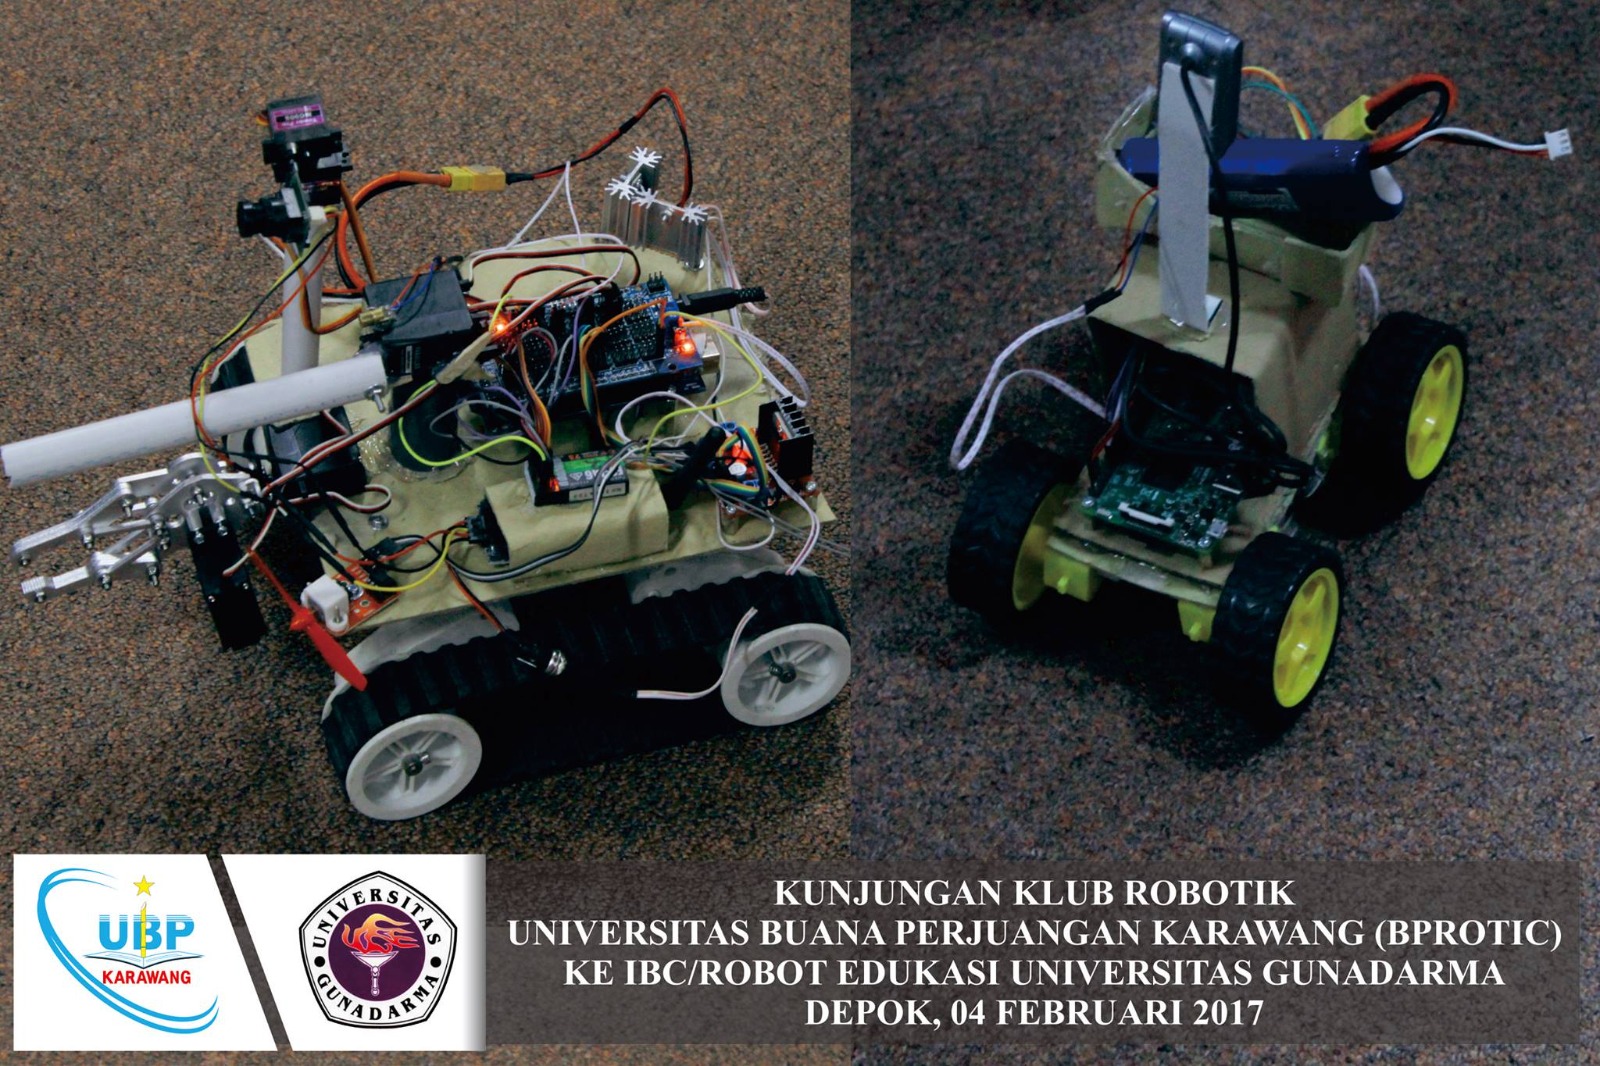 UBP
KARAWANG
UNIVERSITAS
GUNADARMA
KUNJUNGAN KLUB ROBOTIK
UNIVERSITAS BUANA PERJUANGAN KARAWANG (BPROTIC)
KE IBC/ROBOT EDUKASI UNIVERSITAS GUNADARMA
DEPOK, 04 FEBRUARI 2017